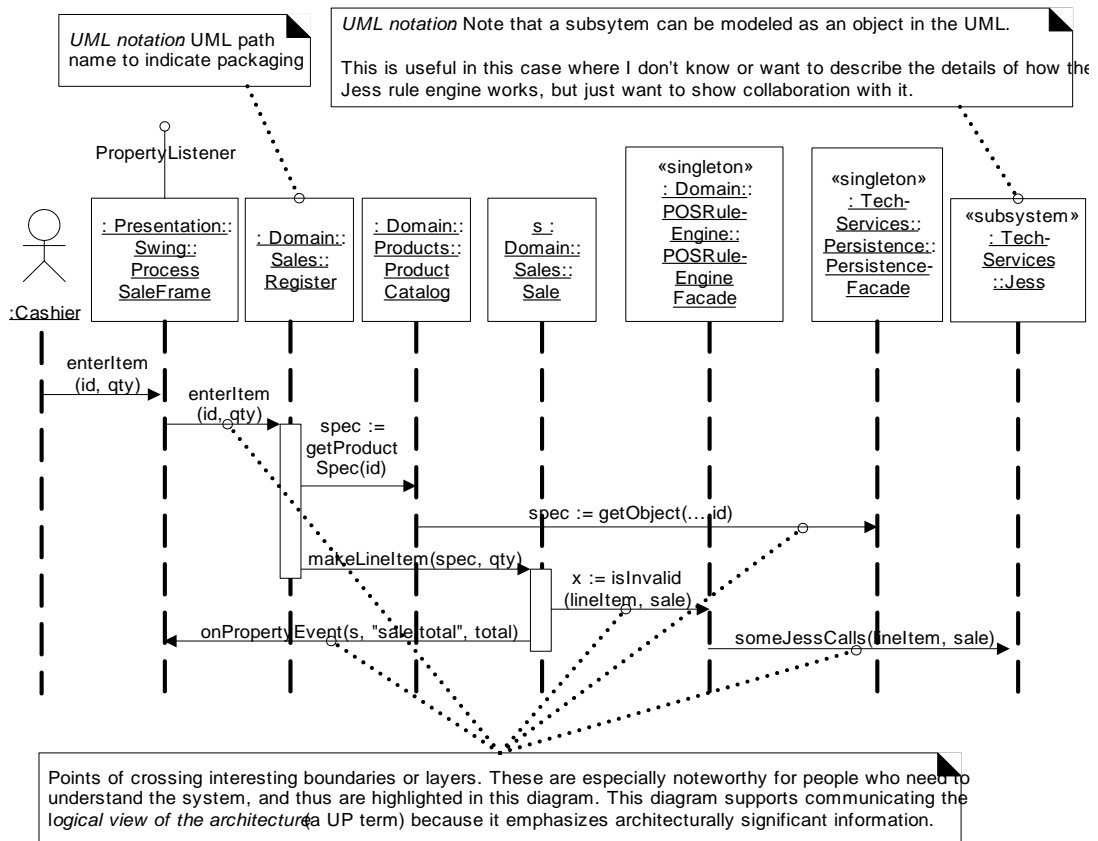 UML notation: UML path
name to indicate packaging
UML notation: Note that a subsytem can be modeled as an object in the UML.
This is useful in this case where I don't know or want to describe the details of how the
Jess rule engine works, but just want to show collaboration with it.
PropertyListener
:Cashier
: Presentation::
Swing::
Process
SaleFrame
: Domain::
Sales::
Register
: Domain::
Products::
Product
Catalog
s :
Domain::
Sales::
Sale
«singleton»
: Domain::
POSRule-
Engine::
POSRule-
Engine
Facade
«singleton»
: Tech-
Services::
Persistence::
Persistence-
Facade
«subsystem»
: Tech-
Services
::Jess
enterItem
(id, qty)
enterItem
(id, qty)
spec :=
getProduct
Spec(id)
spec := getObject(... id)
makeLineItem(spec, qty)
x := isInvalid
(lineItem, sale)
onPropertyEvent(s, "sale.total", total)
someJessCalls(lineItem, sale)
Points of crossing interesting boundaries or layers. These are especially noteworthy for people who need to
understand the system, and thus are highlighted in this diagram. This diagram supports communicating the
logical view of the architecture (a UP term) because it emphasizes architecturally significant information.